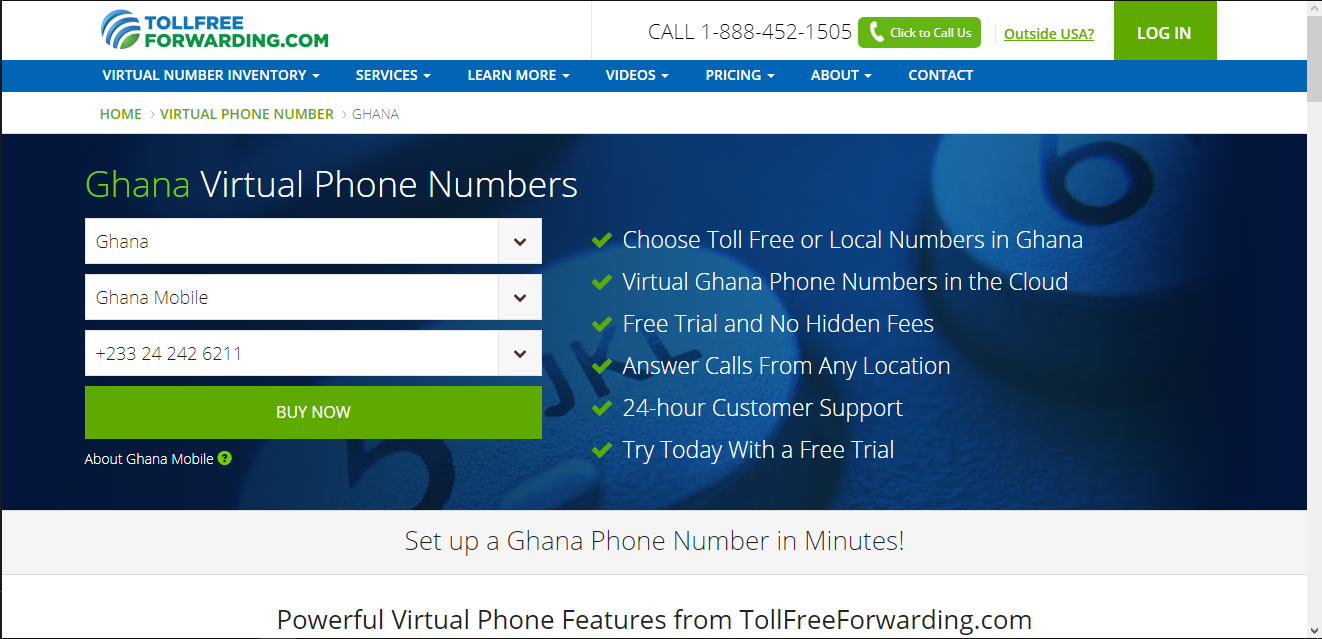 TOLLFREE
FORWARDING.COM
CALL 1-888-452-1505
Click to Call Us
Outside USA?
LOG IN
VIRTUAL NUMBER INVENTORY SERVICES LEARN MORE VIDEOS PRICING ABOUT CONTACT
HOME › VIRTUAL PHONE NUMBER › GHANA
Ghana Virtual Phone Numbers
Ghana
Ghana Mobile
+233 24 242 6211
BUY NOW
About Ghana Mobile ?
Choose Toll Free or Local Numbers in Ghana
Virtual Ghana Phone Numbers in the Cloud
Free Trial and No Hidden Fees
Answer Calls From Any Location
24-hour Customer Support
Try Today With a Free Trial
6
JKL
5
Set up a Ghana Phone Number in Minutes!
Powerful Virtual Phone Features from TollFreeForwarding.com